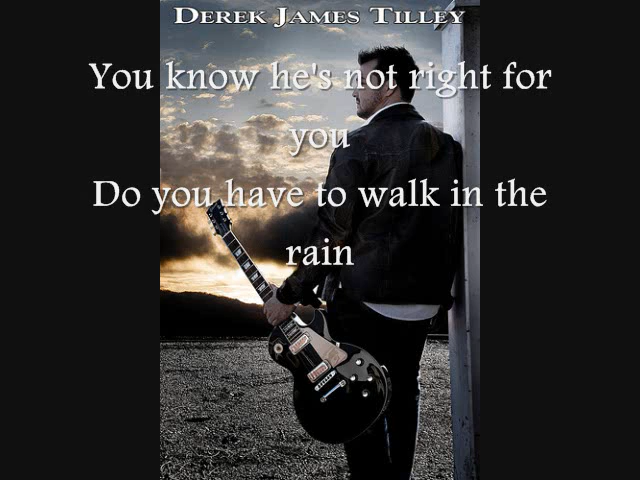 DEREK JAMES TILLEY
You know he's not right for
you
Do you have to walk in the
rain